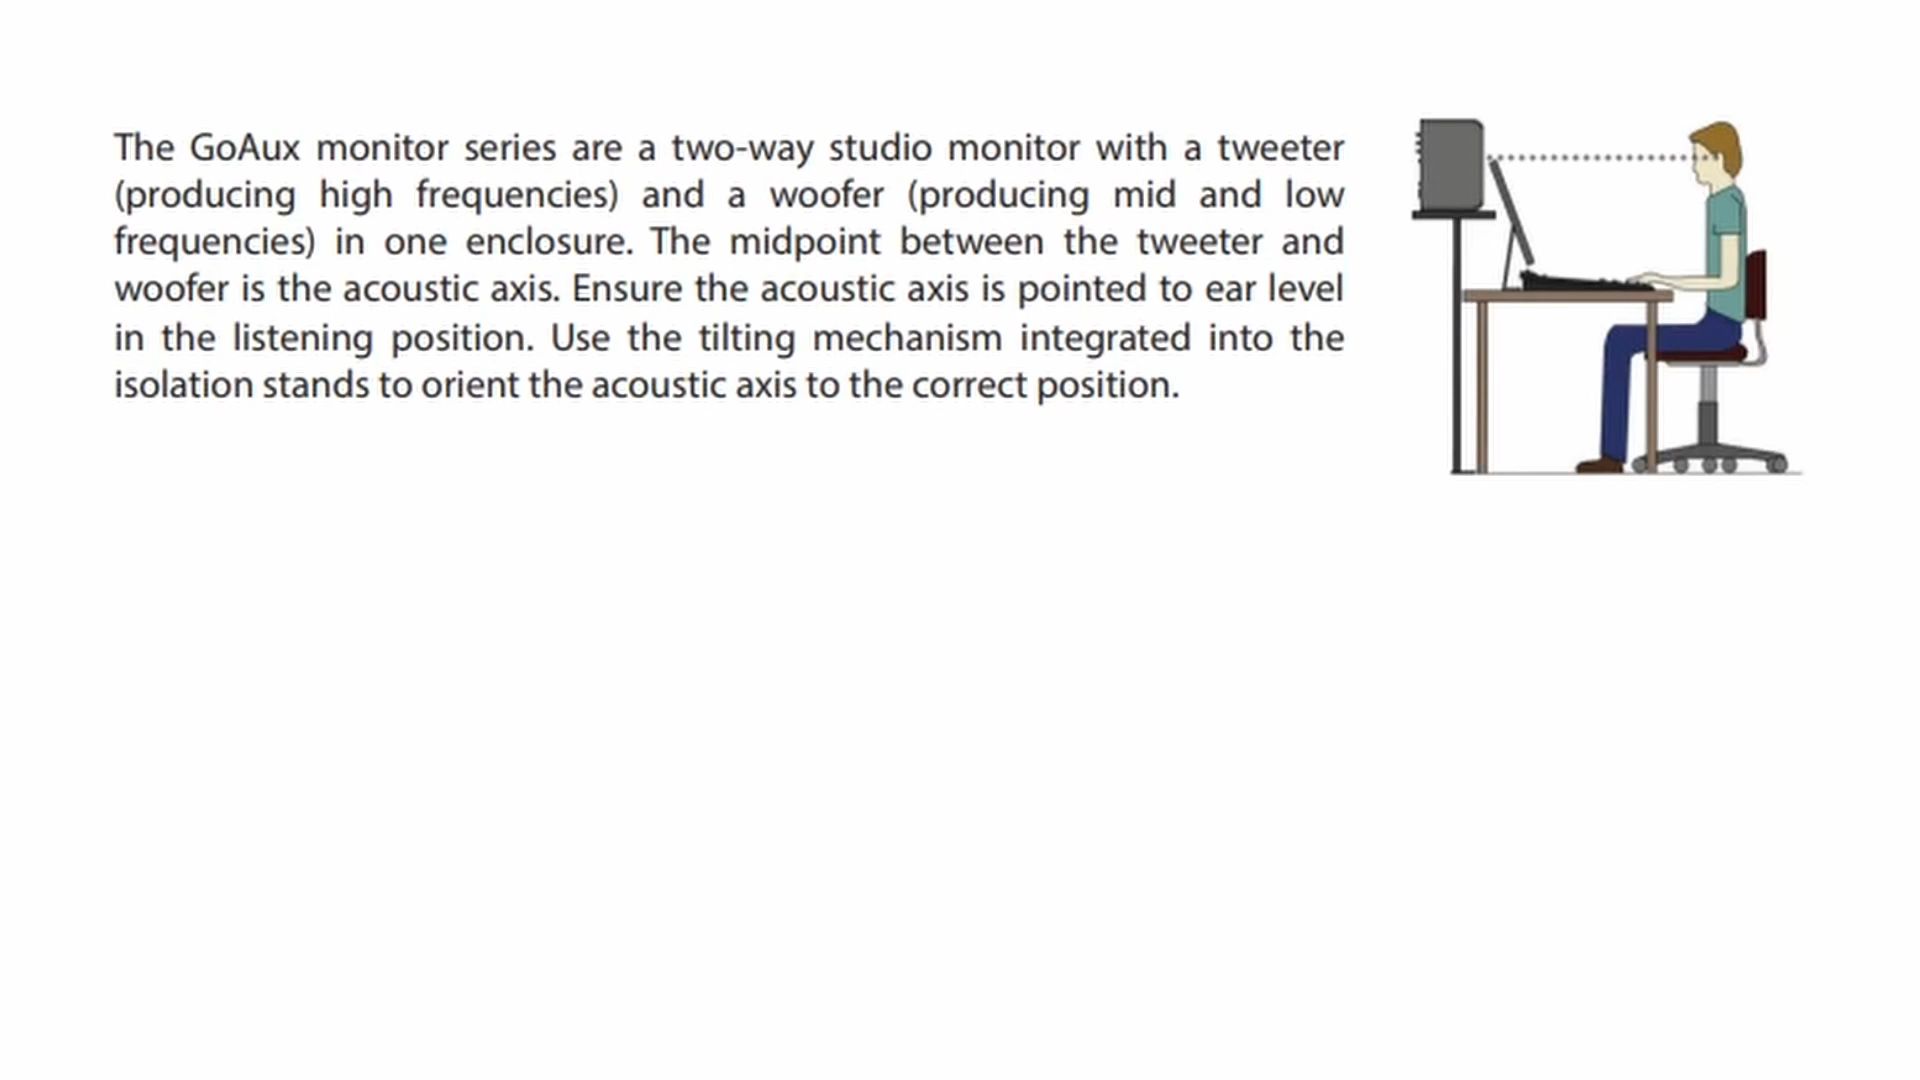 The GoAux monitor series are a two-way studio monitor with a tweeter
(producing high frequencies) and a woofer (producing mid and low
frequencies) in one enclosure. The midpoint between the tweeter and
woofer is the acoustic axis. Ensure the acoustic axis is pointed to ear level
in the listening position. Use the tilting mechanism integrated into the
isolation stands to orient the acoustic axis to the correct position.